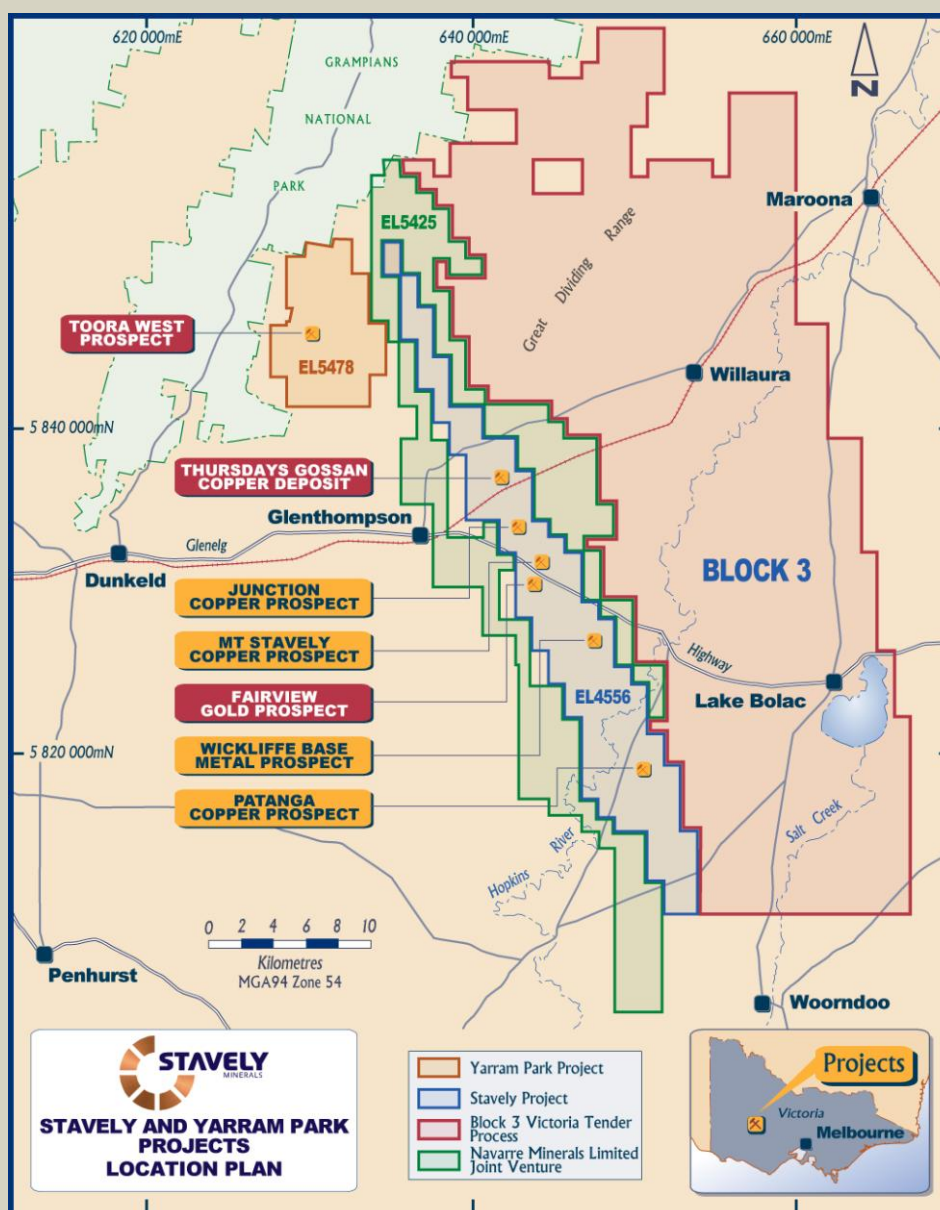 620 000mE
640 000mE
660 000mE
GRAMPIANS
NATIONAL
PARK
N
EL5425
Maroona
Great Dividing Range
TOORA WEST
PROSPECT
EL5478
Willaura
5 840 000mN
THURSDAYS GOSSAN
COPPER DEPOSIT
Glenthompson
Glenelg
Dunkeld
BLOCK 3
JUNCTION
COPPER PROSPECT
MT STAVELY
COPPER PROSPECT
Highway
FAIRVIEW
GOLD PROSPECT
EL4556
Lake Bolac
WICKLIFFE BASE
METAL PROSPECT
5 820 000mN
PATANGA
COPPER PROSPECT
Salt Creek
Hopkins River
0 2 4 6 8 10
Kilometres
MGA94 Zone 54
Penhurst
Woorndoo
STAVELY
MINERALS
STAVELY AND YARRAM PARK
PROJECTS
LOCATION PLAN
Yarram Park Project
Stavely Project
Block 3 Victoria Tender
Process
Navarre Minerals Limited
Joint Venture
Projects
Victoria
Melbourne